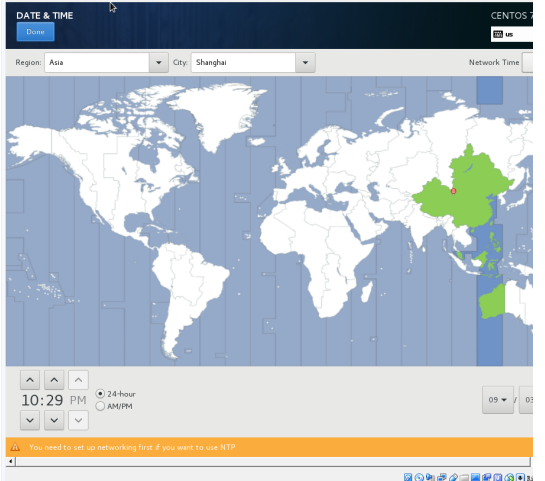 DATE & TIME
CENTOS 7
Done
us
Region: Asia City: Shanghai Network Time
10:29 PM
24-hour
AM/PM
09 / 03
You need to set up networking first if you want to use NTP